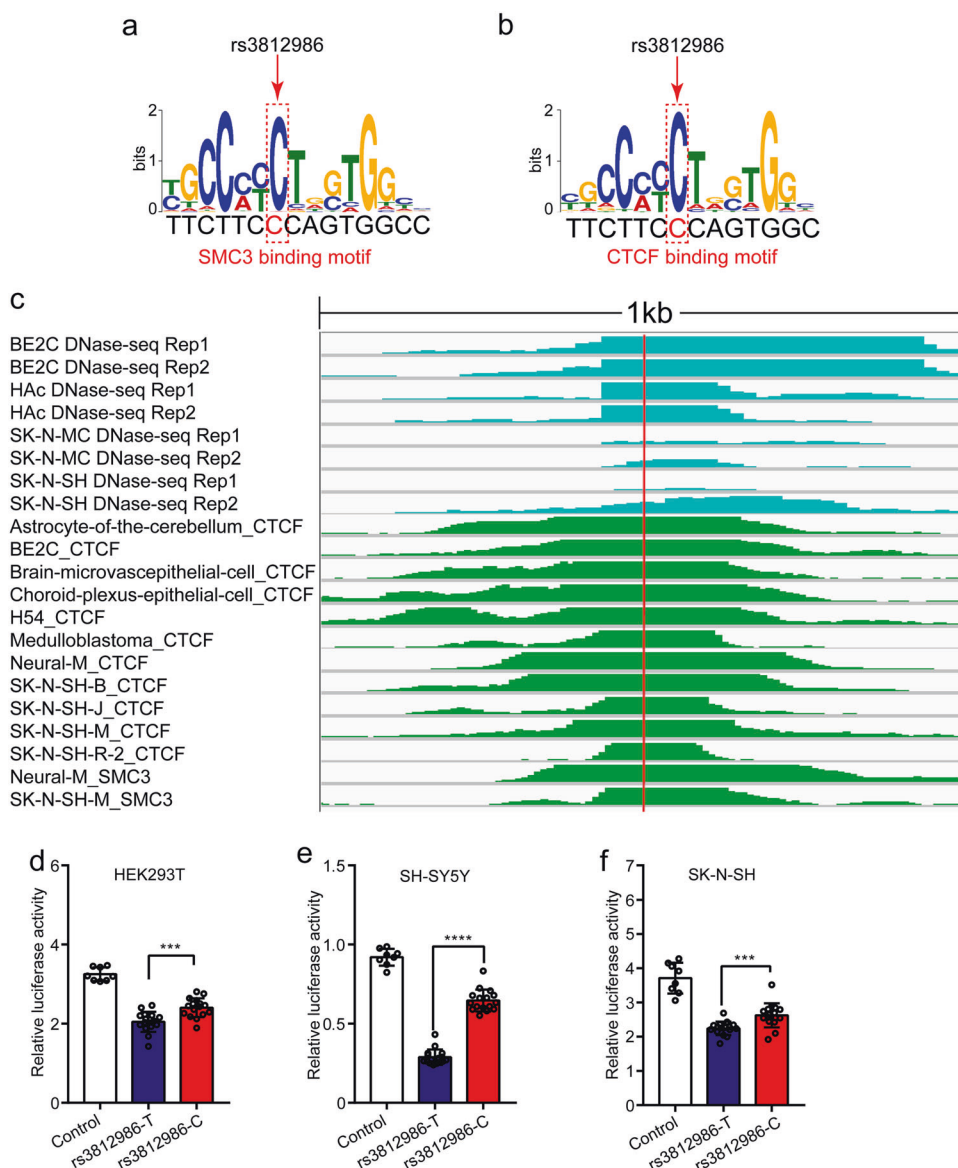 a
rs3812986
2
bits
1
0
TTCTTCCCAGTGGCC
SMC3 binding motif
b
rs3812986
2
bits
1
0
TTCTTCCCAGTGGC
CTCF binding motif
c
1kb
BE2C DNase-seq Rep1
BE2C DNase-seq Rep2
HAc DNase-seq Rep1
HAc DNase-seq Rep2
SK-N-MC DNase-seq Rep1
SK-N-MC DNase-seq Rep2
SK-N-SH DNase-seq Rep1
SK-N-SH DNase-seq Rep2
Astrocyte-of-the-cerebellum_CTCF
BE2C_CTCF
Brain-microvascepithelial-cell_CTCF
Choroid-plexus-epithelial-cell_CTCF
H54_CTCF
Medulloblastoma_CTCF
Neural-M_CTCF
SK-N-SH-B_CTCF
SK-N-SH-J_CTCF
SK-N-SH-M_CTCF
SK-N-SH-R-2_CTCF
Neural-M_SMC3
SK-N-SH-M_SMC3
d
HEK293T
Relative luciferase activity
6
4
2
0
***
Control
rs3812986-T
rs3812986-C
e
SH-SY5Y
Relative luciferase activity
1.5
1.0
0.5
0.0
****
Control
rs3812986-T
rs3812986-C
f
SK-N-SH
Relative luciferase activity
7
6
5
4
3
2
1
0
***
Control
rs3812986-T
rs3812986-C